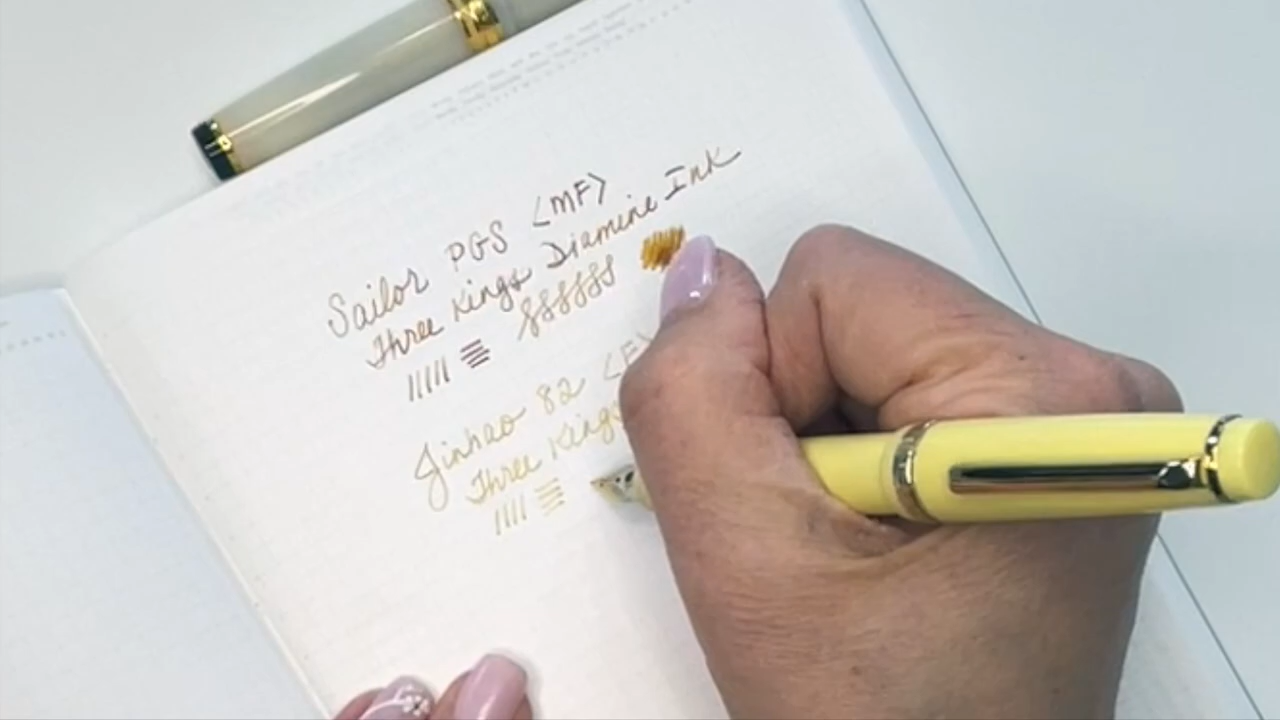 Sailor PGS <MF>
Three Kings Diamine Ink
Jinhao 82 <F>
Three Kings